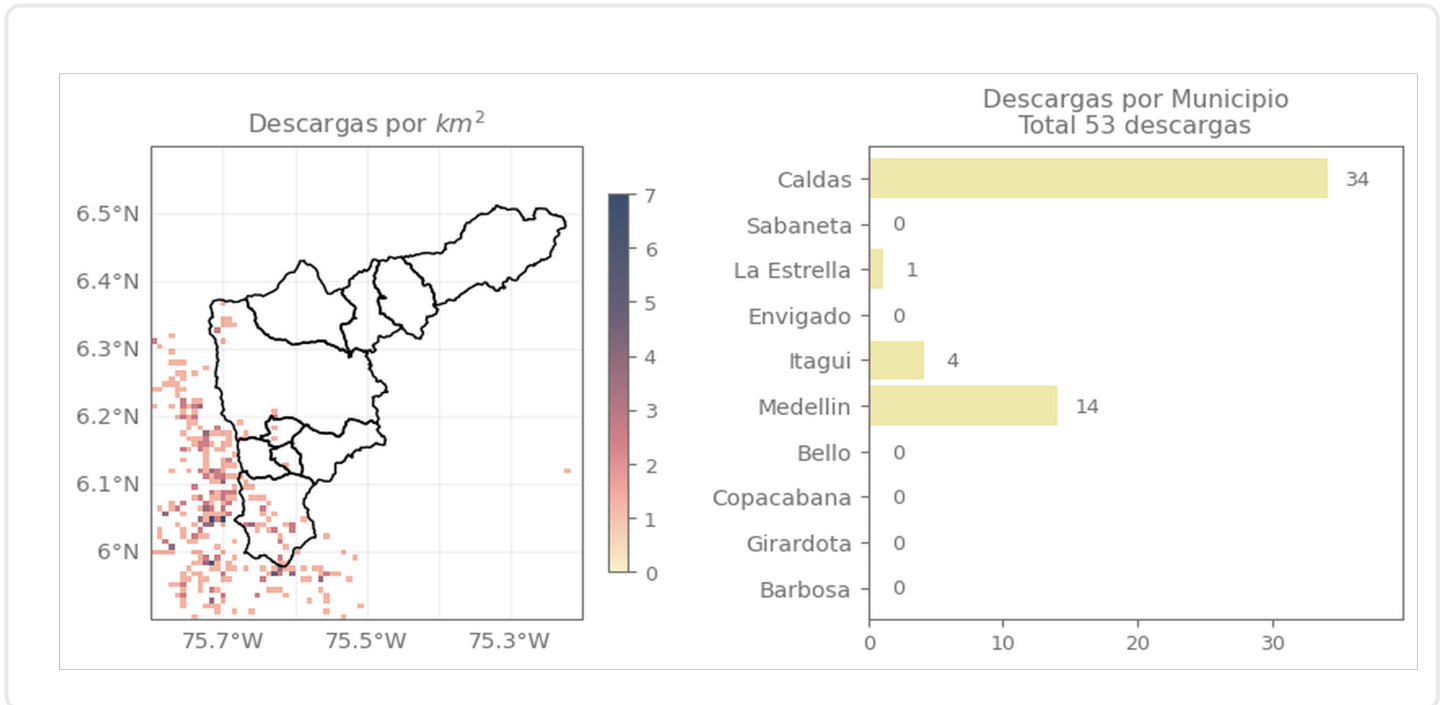 Descargas por km²
6.5°N
6.4°N
6.3°N
6.2°N
6.1°N
6°N
75.7°W 75.5°W 75.3°W
7
6
5
4
3
2
1
0
Descargas por Municipio
Total 53 descargas
Caldas 34
Sabaneta 0
La Estrella 1
Envigado 0
Itagui 4
Medellin 14
Bello 0
Copacabana 0
Girardota 0
Barbosa 0
0 10 20 30